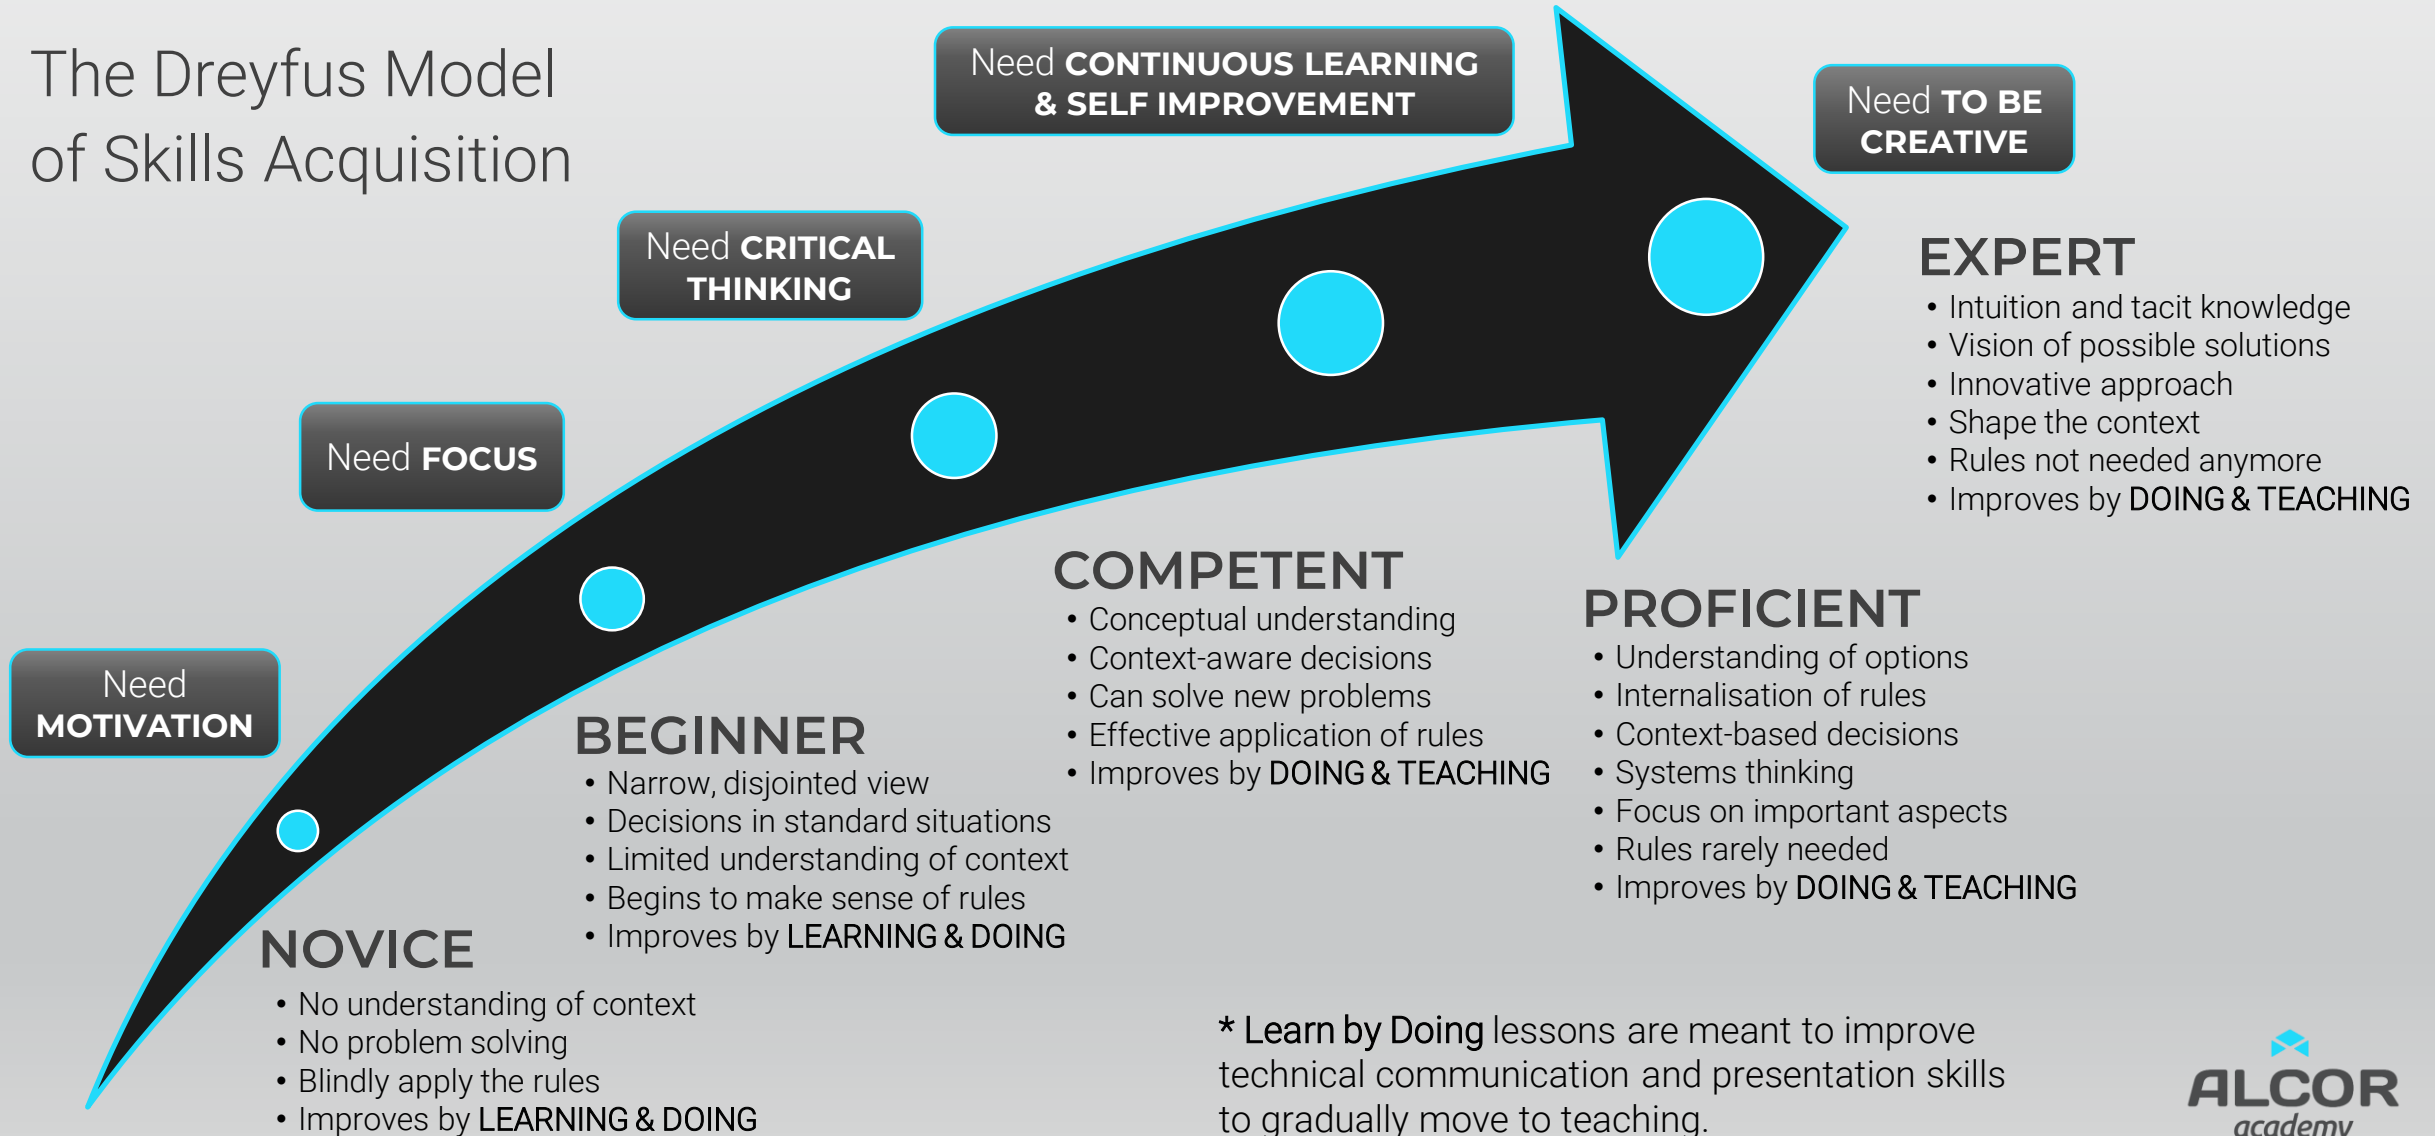 The Dreyfus Model
of Skills Acquisition
Need CONTINUOUS LEARNING
& SELF IMPROVEMENT
Need TO BE
CREATIVE
Need CRITICAL
THINKING
Need FOCUS
Need
MOTIVATION
EXPERT
• Intuition and tacit knowledge
• Vision of possible solutions
• Innovative approach
• Shape the context
• Rules not needed anymore
• Improves by DOING & TEACHING
COMPETENT
• Conceptual understanding
• Context-aware decisions
• Can solve new problems
• Effective application of rules
• Improves by DOING & TEACHING
PROFICIENT
• Understanding of options
• Internalisation of rules
• Context-based decisions
• Systems thinking
• Focus on important aspects
• Rules rarely needed
• Improves by DOING & TEACHING
BEGINNER
• Narrow, disjointed view
• Decisions in standard situations
• Limited understanding of context
• Begins to make sense of rules
• Improves by LEARNING & DOING
NOVICE
• No understanding of context
• No problem solving
• Blindly apply the rules
• Improves by LEARNING & DOING
* Learn by Doing lessons are meant to improve
technical communication and presentation skills
to gradually move to teaching.
ALCOR
academy